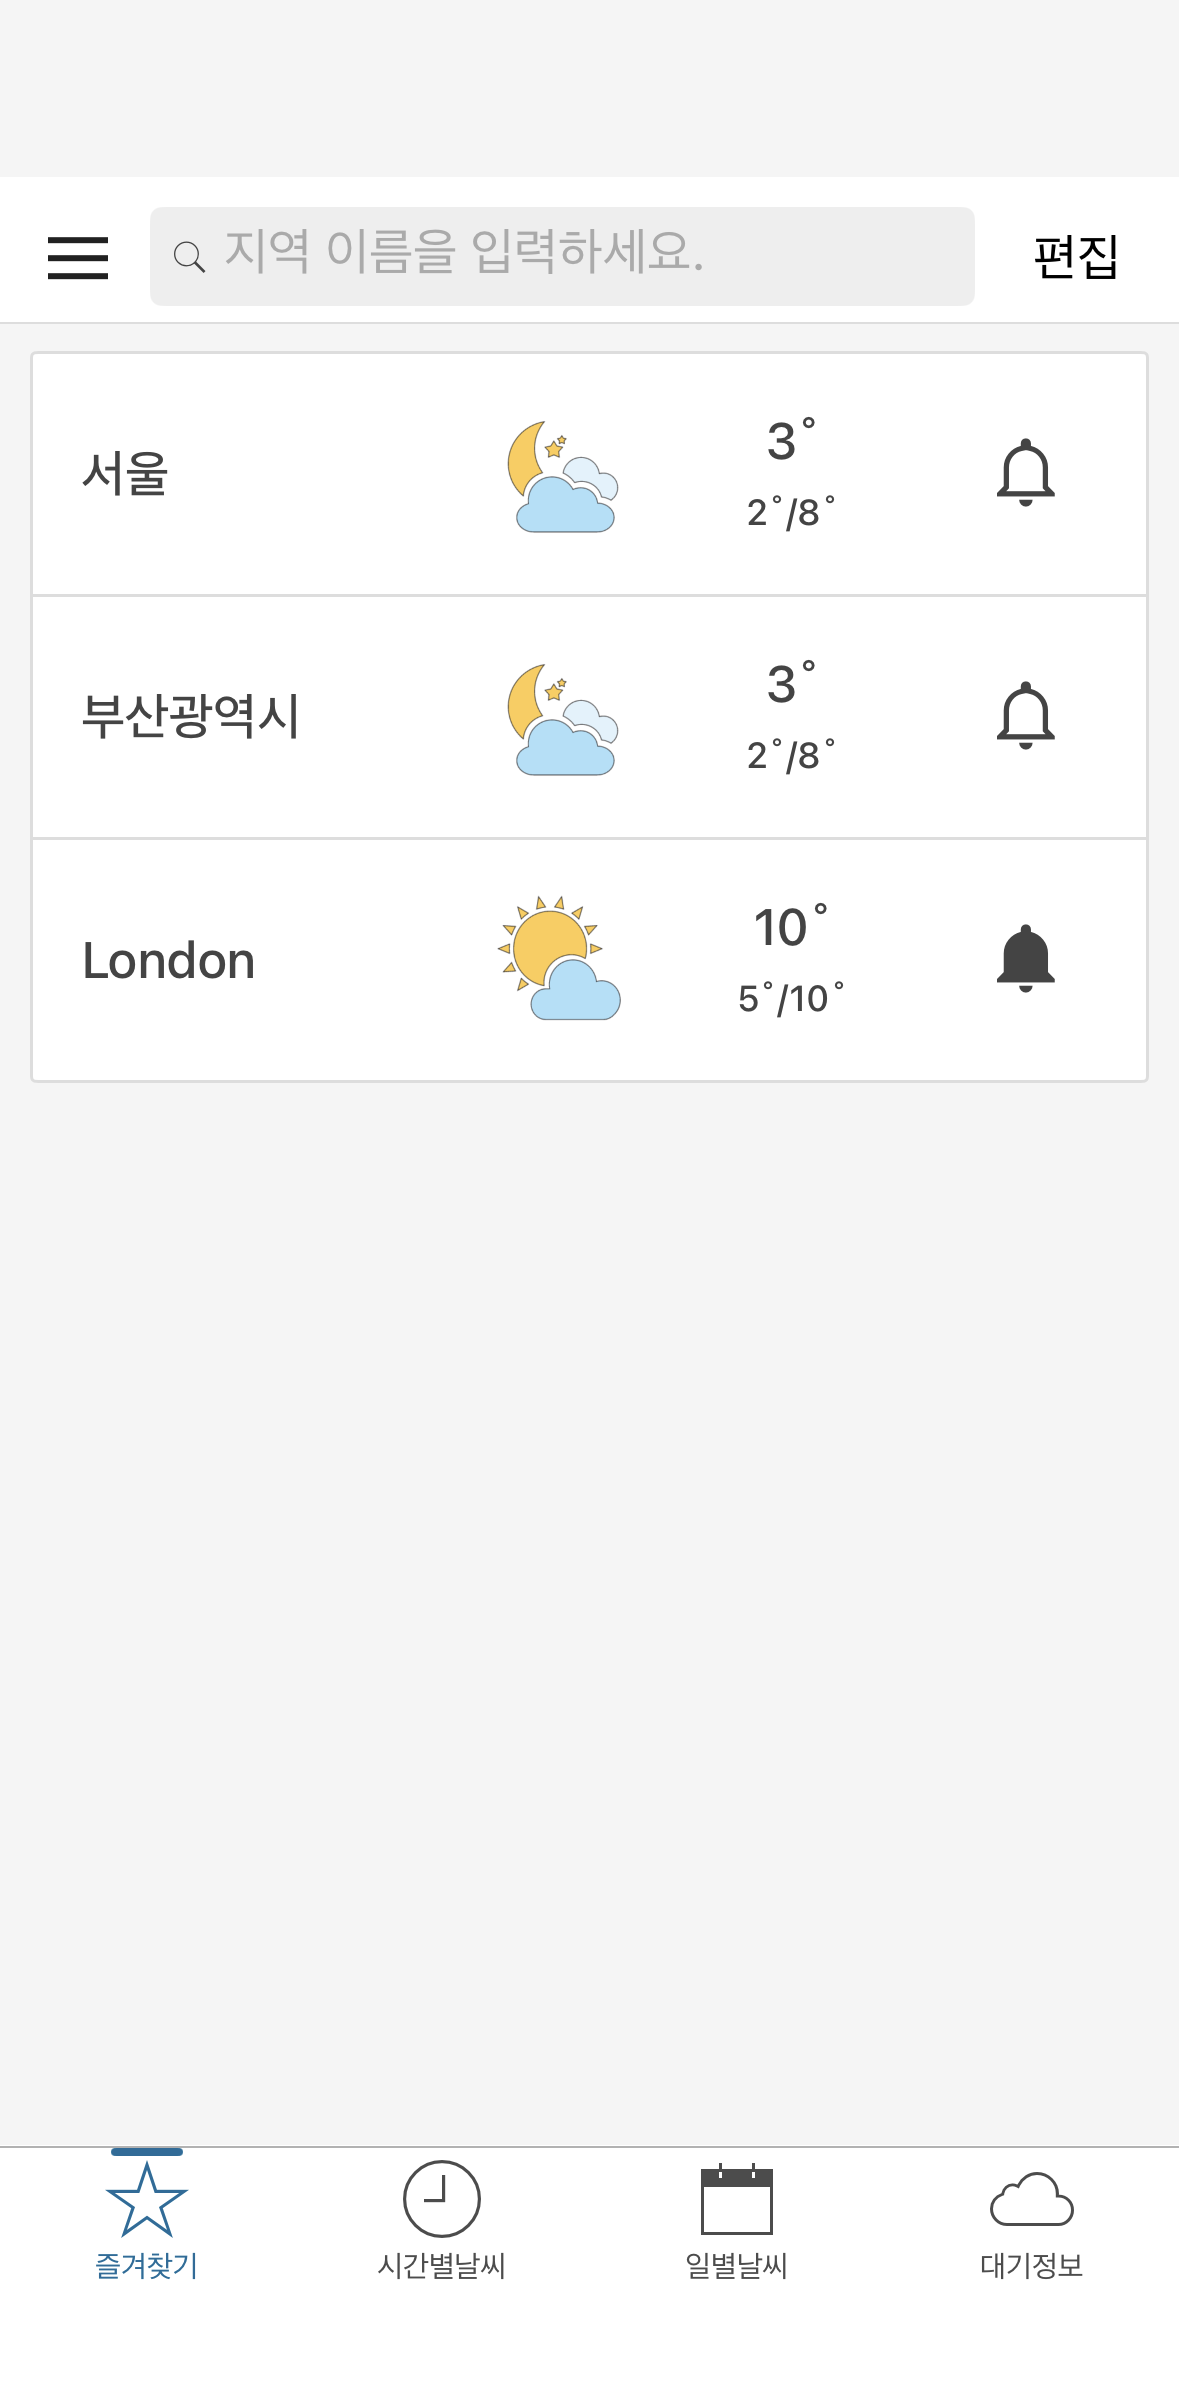 지역 이름을 입력하세요.
편집
서울
3˚
2˚/8˚
부산광역시
3˚
2˚/8˚
London
10˚
5˚/10˚
즐겨찾기
시간별날씨
일별날씨
대기정보